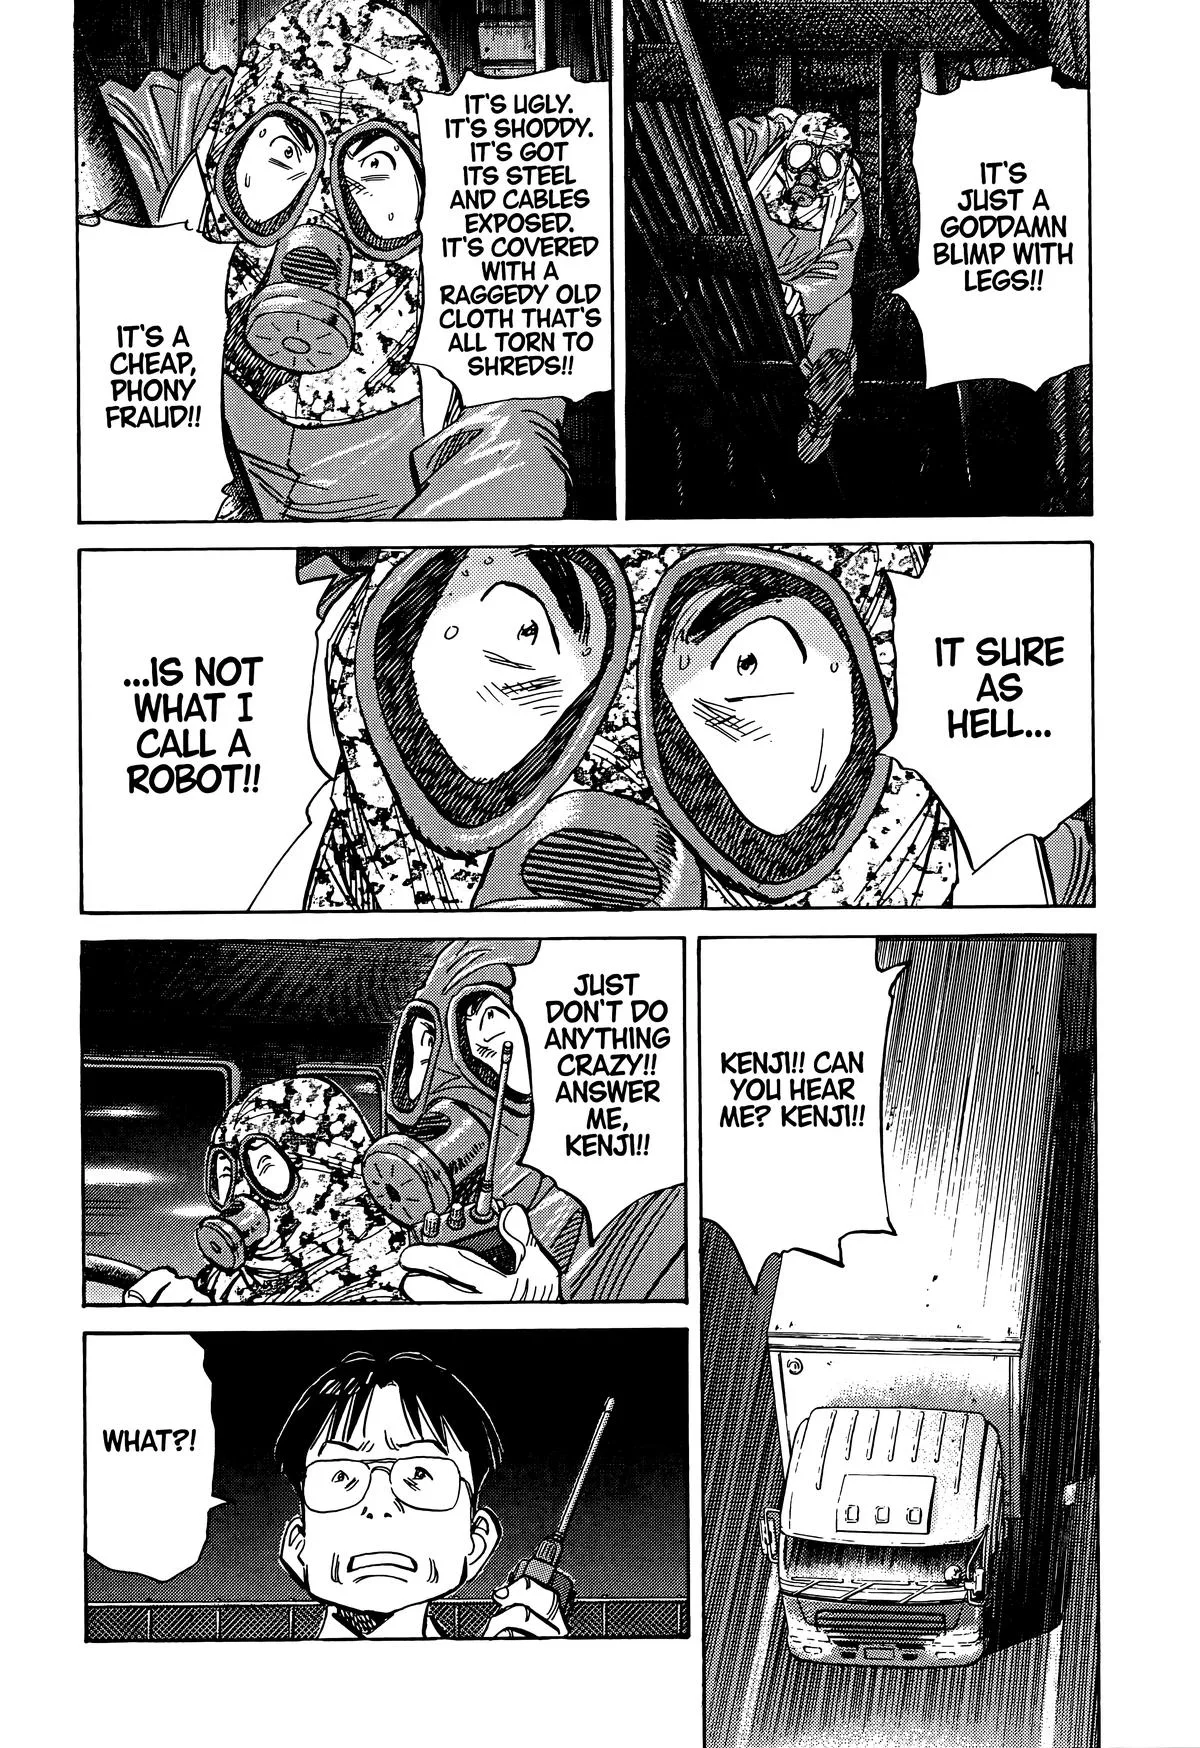 IT'S
JUST A
GODDAMN
BLIMP WITH
LEGS!!
IT'S UGLY.
IT'S SHODDY.
IT'S GOT
ITS STEEL
AND CABLES
EXPOSED.
IT'S COVERED
WITH A
RAGGEDY OLD
CLOTH THAT'S
ALL TORN TO
SHREDS!!
IT'S A
CHEAP,
PHONY
FRAUD!!
IT SURE
AS
HELL...
...IS NOT
WHAT I
CALL A
ROBOT!!
KENJI!! CAN
YOU HEAR
ME? KENJI!!
JUST
DON'T DO
ANYTHING
CRAZY!!
ANSWER
ME,
KENJI!!
WHAT?!